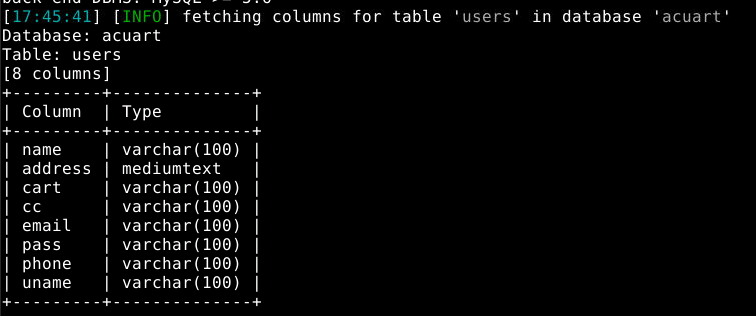 back-end DBMS: MySQL >= 5.0
[17:45:41] [INFO] fetching columns for table 'users' in database 'acuart'
Database: acuart
Table: users
[8 columns]
+---------+--------------+
| Column  | Type         |
+---------+--------------+
| name    | varchar(100) |
| address | mediumtext   |
| cart    | varchar(100) |
| cc      | varchar(100) |
| email   | varchar(100) |
| pass    | varchar(100) |
| phone   | varchar(100) |
| uname   | varchar(100) |
+---------+--------------+